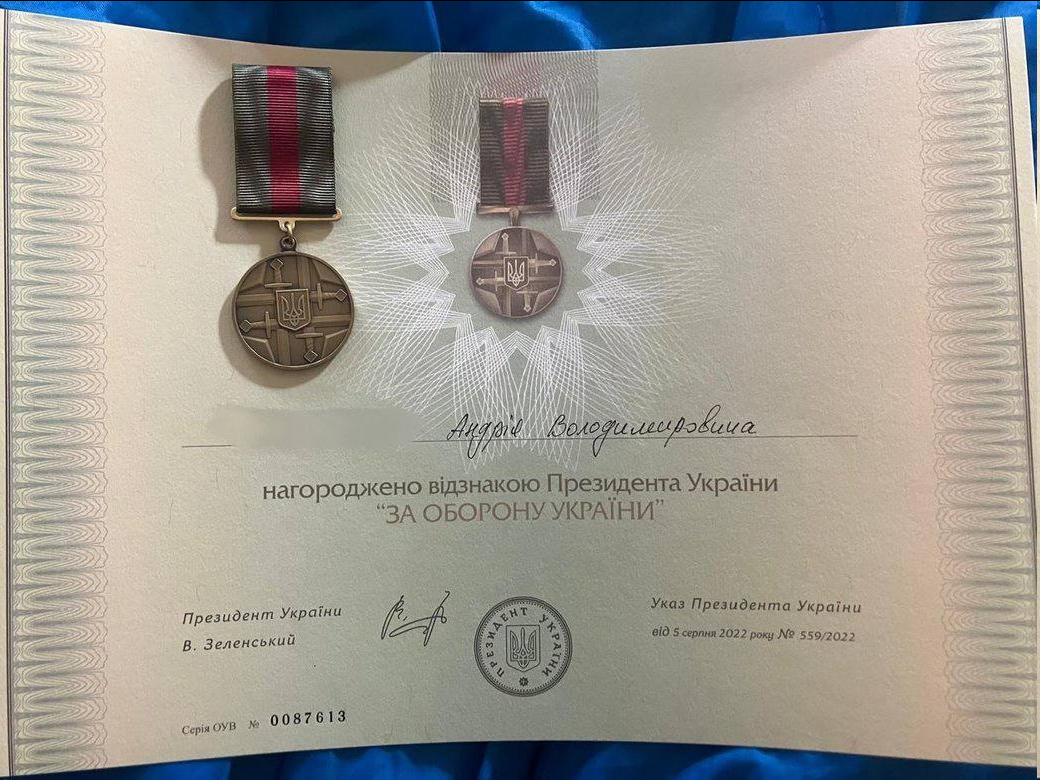 Андрія Володимировича
нагороджено відзнакою Президента України
“ЗА ОБОРОНУ УКРАЇНИ”
Президент України
В. Зеленський
ПРЕЗИДЕНТ УКРАЇНИ
Указ Президента України
від 5 серпня 2022 року № 559/2022
Серія ОУВ № 0087613